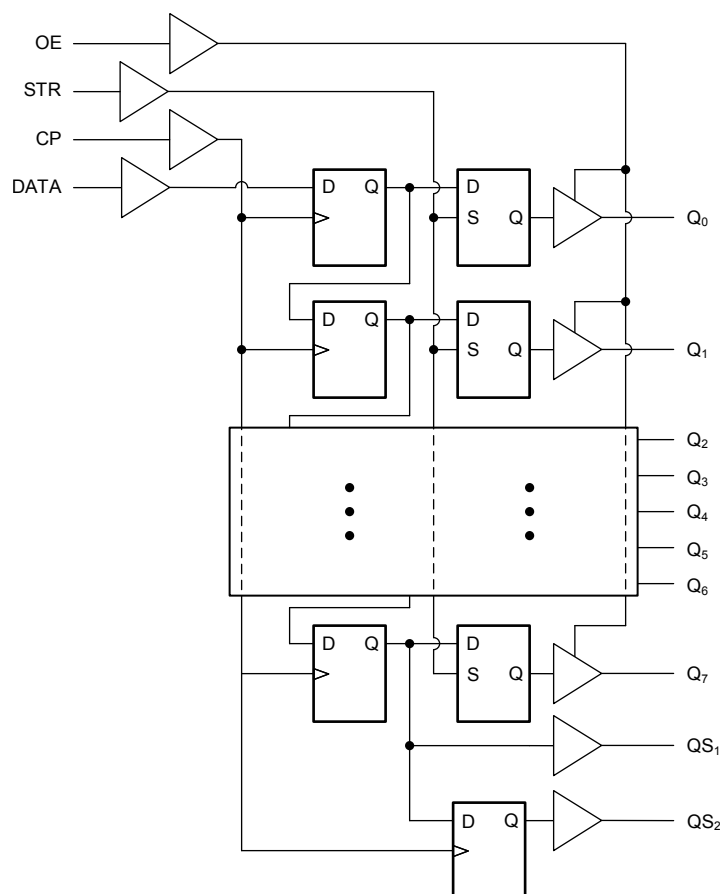 OE
STR
CP
DATA
D Q
D
S Q
Q₀
D Q
D
S Q
Q₁
Q₂
Q₃
Q₄
Q₅
Q₆
D Q
D
S Q
Q₇
QS₁
D Q
QS₂